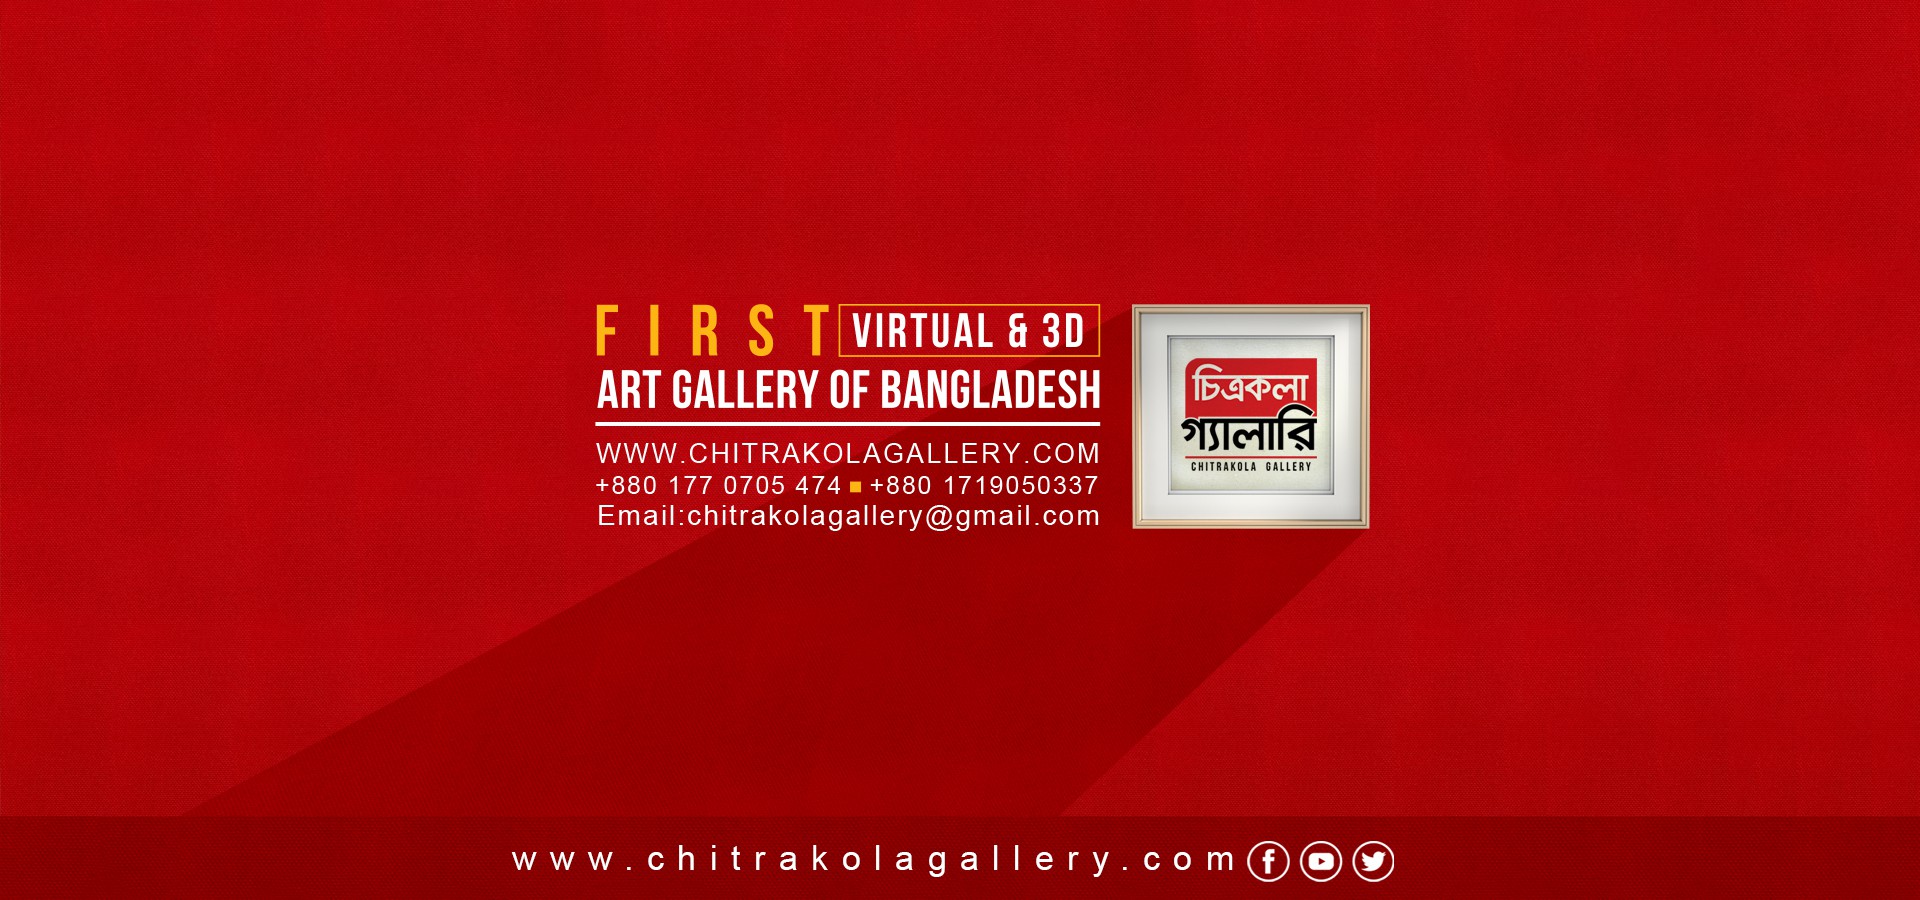 FIRST VIRTUAL & 3D
ART GALLERY OF BANGLADESH
WWW.CHITRAKOLAGALLERY.COM
+880 177 0705 474 ■ +880 1719050337
Email:chitrakolagallery@gmail.com
চিত্রকলা
গ্যালারি
CHITRAKOLA GALLERY
www.chitrakolagallery.com